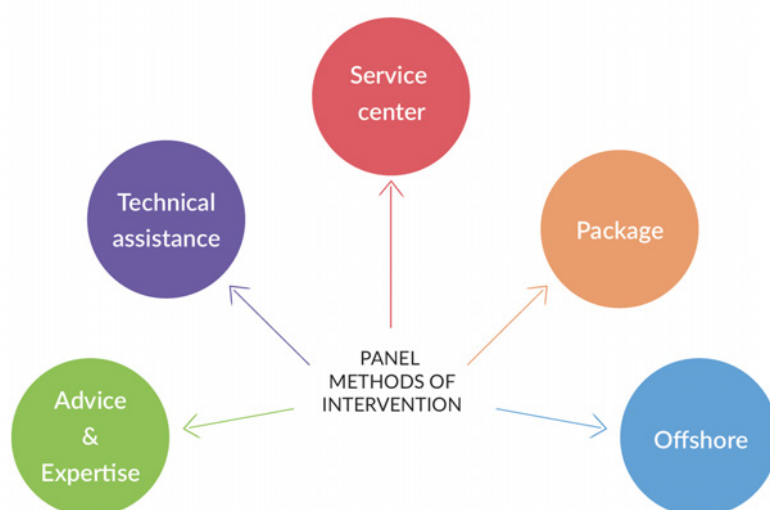 Service
center
Technical
assistance
Package
PANEL
METHODS OF
INTERVENTION
Advice
&
Expertise
Offshore